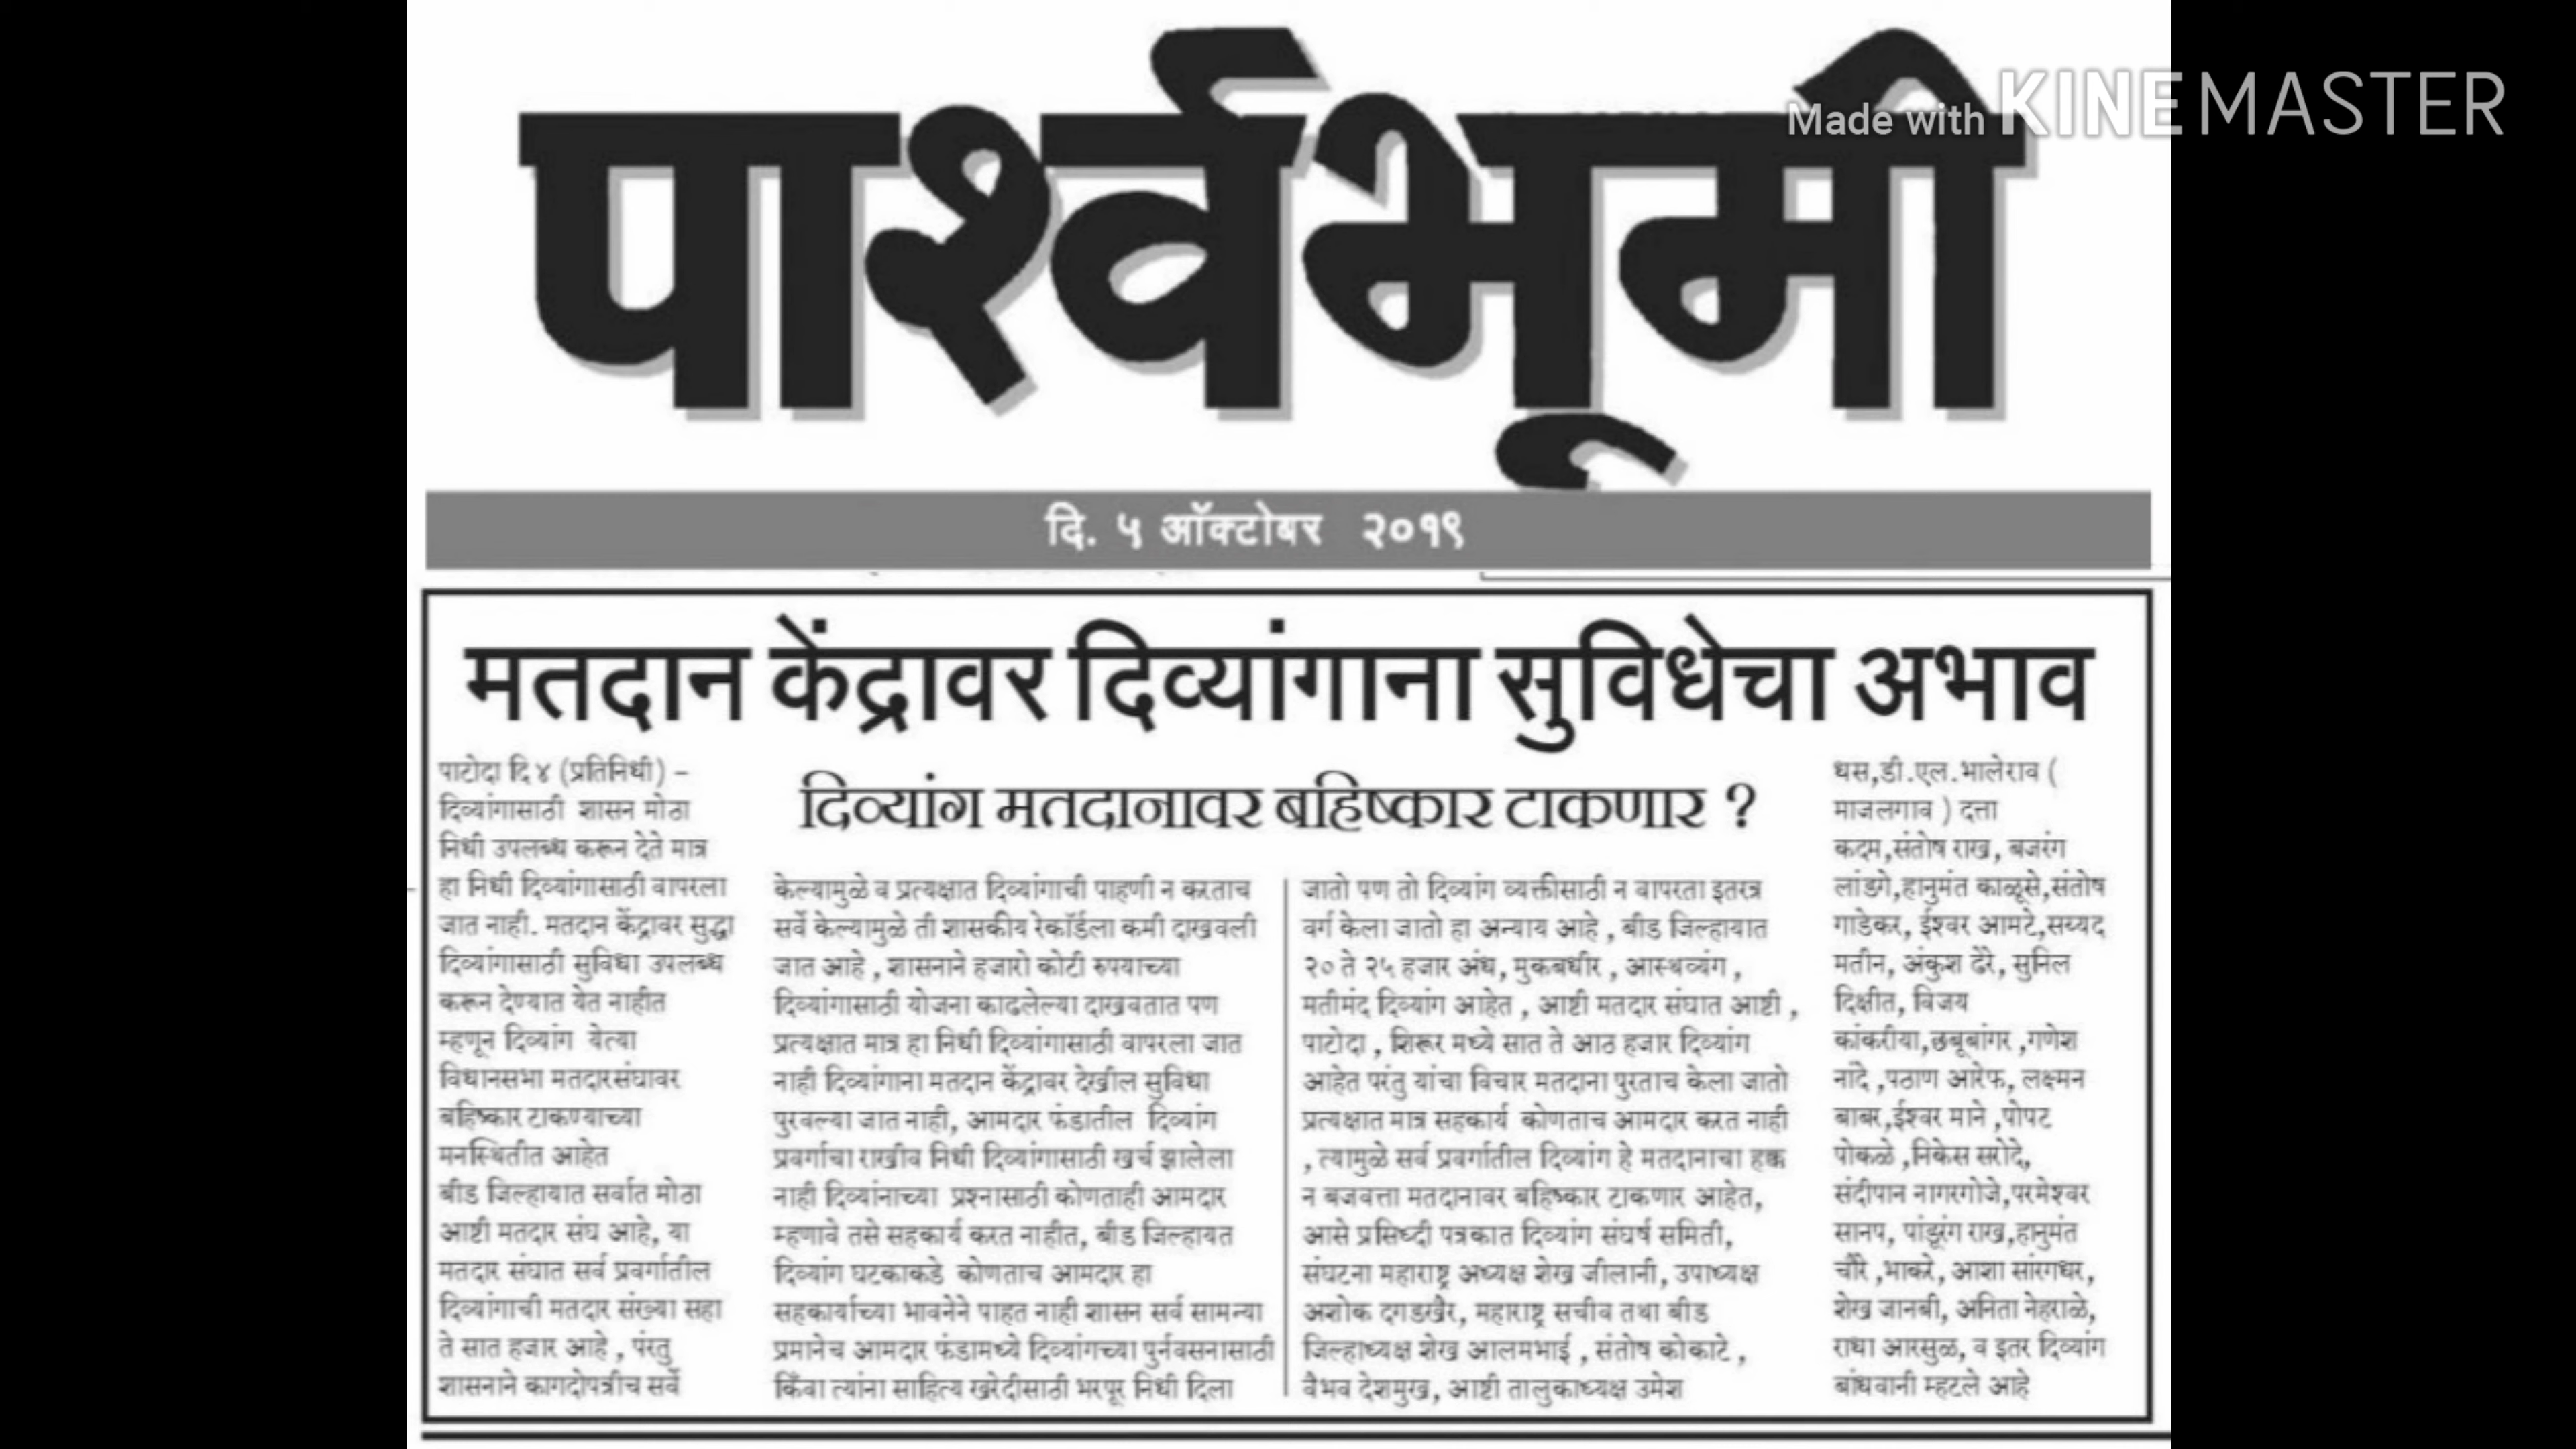 पार्श्वभूमी
Made with KINEMASTER
दि. ५ ऑक्टोबर २०१९
मतदान केंद्रावर दिव्यांगाना सुविधेचा अभाव
दिव्यांग मतदानावर बहिष्कार टाकणार ?
पाटोदा दि ४ (प्रतिनिधी) –
दिव्यांगासाठी शासन मोठा
निधी उपलब्ध करून देते मात्र
हा निधी दिव्यांगासाठी वापरला
जात नाही. मतदान केंद्रावर सुद्धा
दिव्यांगासाठी सुविधा उपलब्ध
करून देण्यात येत नाहीत
म्हणून दिव्यांग येत्या
विधानसभा मतदारसंघावर
बहिष्कार टाकण्याच्या
मनस्थितीत आहेत
बीड जिल्हायात सर्वात मोठा
आष्टी मतदार संघ आहे, या
मतदार संघात सर्व प्रवर्गातील
दिव्यांगाची मतदार संख्या सहा
ते सात हजार आहे , पंरतु
शासनाने कागदोपत्रीच सर्वे
केल्यामुळे व प्रत्यक्षात दिव्यांगाची पाहणी न करताच
सर्वे केल्यामुळे ती शासकीय रेकॉर्डला कमी दाखवली
जात आहे , शासनाने हजारो कोटी रुपयाच्या
दिव्यांगासाठी योजना काढलेल्या दाखवतात पण
प्रत्यक्षात मात्र हा निधी दिव्यांगासाठी वापरला जात
नाही दिव्यांगाना मतदान केंद्रावर देखील सुविधा
पुरवल्या जात नाही, आमदार फंडातील दिव्यांग
प्रवर्गाचा राखीव निधी दिव्यांगासाठी खर्च झालेला
नाही दिव्यांनाच्या प्रश्नासाठी कोणताही आमदार
म्हणावे तसे सहकार्य करत नाहीत, बीड जिल्हायत
दिव्यांग घटकाकडे कोणताच आमदार हा
सहकार्याच्या भावनेने पाहत नाही शासन सर्व सामन्या
प्रमानेच आमदार फंडामध्ये दिव्यांगच्या पुर्नवसनासाठी
किंवा त्यांना साहित्य खरेदीसाठी भरपूर निधी दिला
जातो पण तो दिव्यांग व्यक्तीसाठी न वापरता इतरत्र
वर्ग केला जातो हा अन्याय आहे , बीड जिल्हायात
२० ते २५ हजार अंध, मुकबधीर , आस्थव्यंग ,
मतीमंद दिव्यांग आहेत , आष्टी मतदार संघात आष्टी ,
पाटोदा , शिरूर मध्ये सात ते आठ हजार दिव्यांग
आहेत परंतु यांचा विचार मतदाना पुरताच केला जातो
प्रत्यक्षात मात्र सहकार्य कोणताच आमदार करत नाही
, त्यामुळे सर्व प्रवर्गातील दिव्यांग हे मतदानाचा हक्क
न बजवत्ता मतदानावर बहिष्कार टाकणार आहेत,
आसे प्रसिध्दी पत्रकात दिव्यांग संघर्ष समिती,
संघटना महाराष्ट्र अध्यक्ष शेख जीलानी, उपाध्यक्ष
अशोक दगडखैर, महाराष्ट्र सचीव तथा बीड
जिल्हाध्यक्ष शेख आलमभाई , संतोष कोकाटे ,
वैभव देशमुख, आष्टी तालुकाध्यक्ष उमेश
धस,डी.एल.भालेराव (
माजलगाव ) दत्ता
कदम,संतोष राख, बजरंग
लांडगे,हानुमंत काळूसे,संतोष
गाडेकर, ईश्वर आमटे,सय्यद
मतीन, अंकुश ढेरे, सुनिल
दिक्षीत, विजय
कांकरीया,छबूबांगर ,गणेश
नांदे ,पठाण आरेफ, लक्ष्मन
बाबर,ईश्वर माने ,पोपट
पोकळे ,निकेस सरोदे,
संदीपान नागरगोजे,परमेश्वर
सानप, पांडूरंग राख,हानुमंत
चौरे ,भाकरे, आशा सांरगधर,
शेख जानबी, अनिता नेहराळे,
राधा आरसुळ, व इतर दिव्यांग
बांधवानी म्हटले आहे